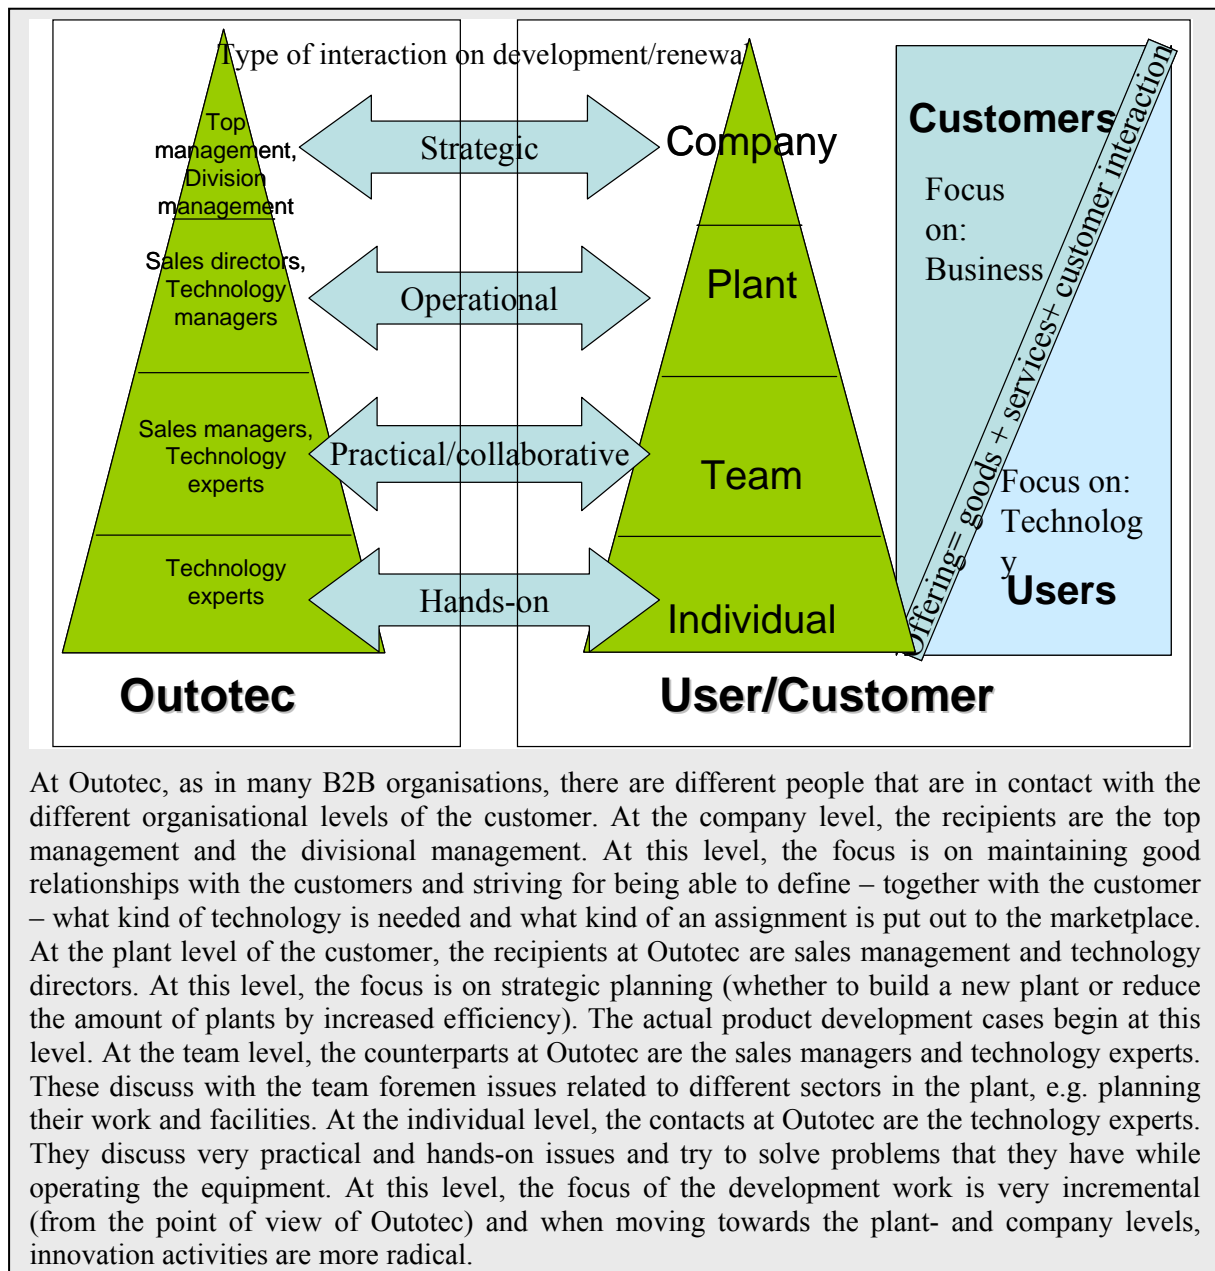 Type of interaction on development/renewal
Top
management,
Division
management
Strategic
Company
Sales directors,
Technology
managers
Operational
Plant
Sales managers,
Technology
experts
Practical/collaborative
Team
Technology
experts
Hands-on
Individual
Outotec
User/Customer
Customers
Focus
on:
Business
Offering= goods + services+ customer interaction
Focus on:
Technolog
y
Users
At Outotec, as in many B2B organisations, there are different people that are in contact with the
different organisational levels of the customer. At the company level, the recipients are the top
management and the divisional management. At this level, the focus is on maintaining good
relationships with the customers and striving for being able to define – together with the customer
– what kind of technology is needed and what kind of an assignment is put out to the marketplace.
At the plant level of the customer, the recipients at Outotec are sales management and technology
directors. At this level, the focus is on strategic planning (whether to build a new plant or reduce
the amount of plants by increased efficiency). The actual product development cases begin at this
level. At the team level, the counterparts at Outotec are the sales managers and technology experts.
These discuss with the team foremen issues related to different sectors in the plant, e.g. planning
their work and facilities. At the individual level, the contacts at Outotec are the technology experts.
They discuss very practical and hands-on issues and try to solve problems that they have while
operating the equipment. At this level, the focus of the development work is very incremental
(from the point of view of Outotec) and when moving towards the plant- and company levels,
innovation activities are more radical.